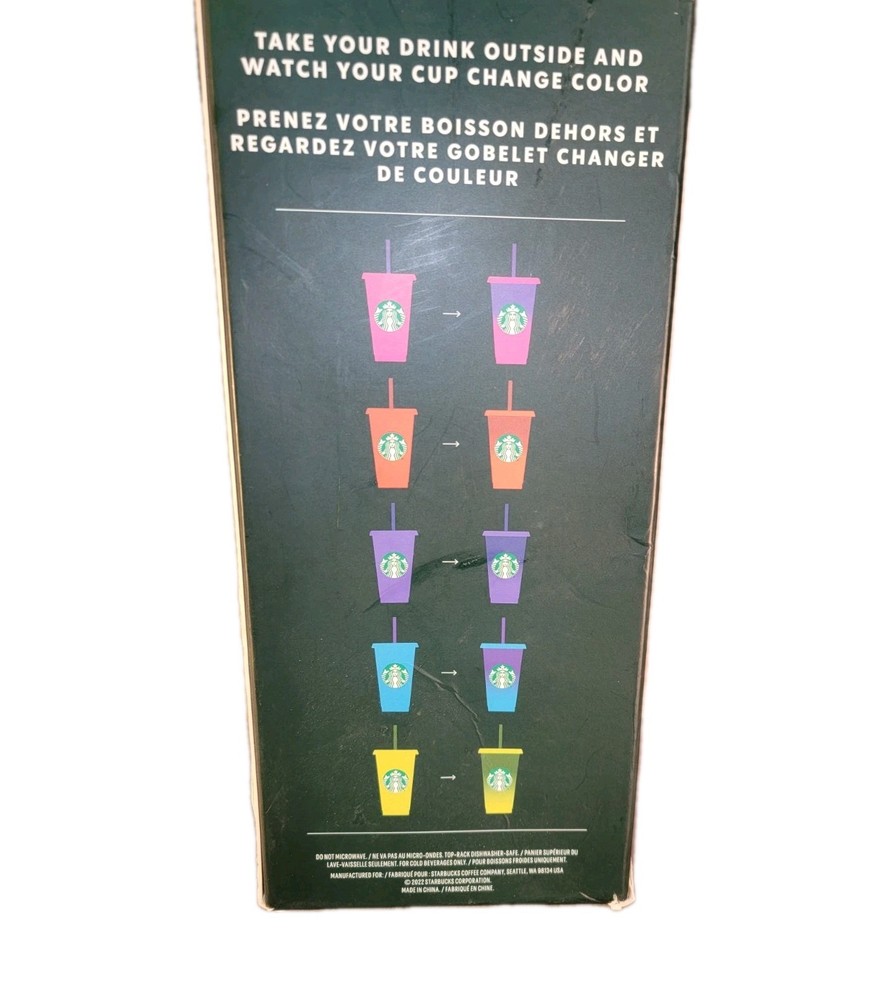 TAKE YOUR DRINK OUTSIDE AND
WATCH YOUR CUP CHANGE COLOR
PRENEZ VOTRE BOISSON DEHORS ET
REGARDEZ VOTRE GOBELET CHANGER
DE COULEUR
DO NOT MICROWAVE. / NE VA PAS AU MICRO-ONDES. TOP-RACK DISHWASHER-SAFE. / PANIER SUPÉRIEUR DU
LAVE-VAISSELLE SEULEMENT. FOR COLD BEVERAGES ONLY. / POUR BOISSONS FROIDES UNIQUEMENT.
MANUFACTURED FOR: / FABRIQUÉ POUR : STARBUCKS COFFEE COMPANY, SEATTLE, WA 98134 USA
© 2022 STARBUCKS CORPORATION.
MADE IN CHINA. / FABRIQUÉ EN CHINE.